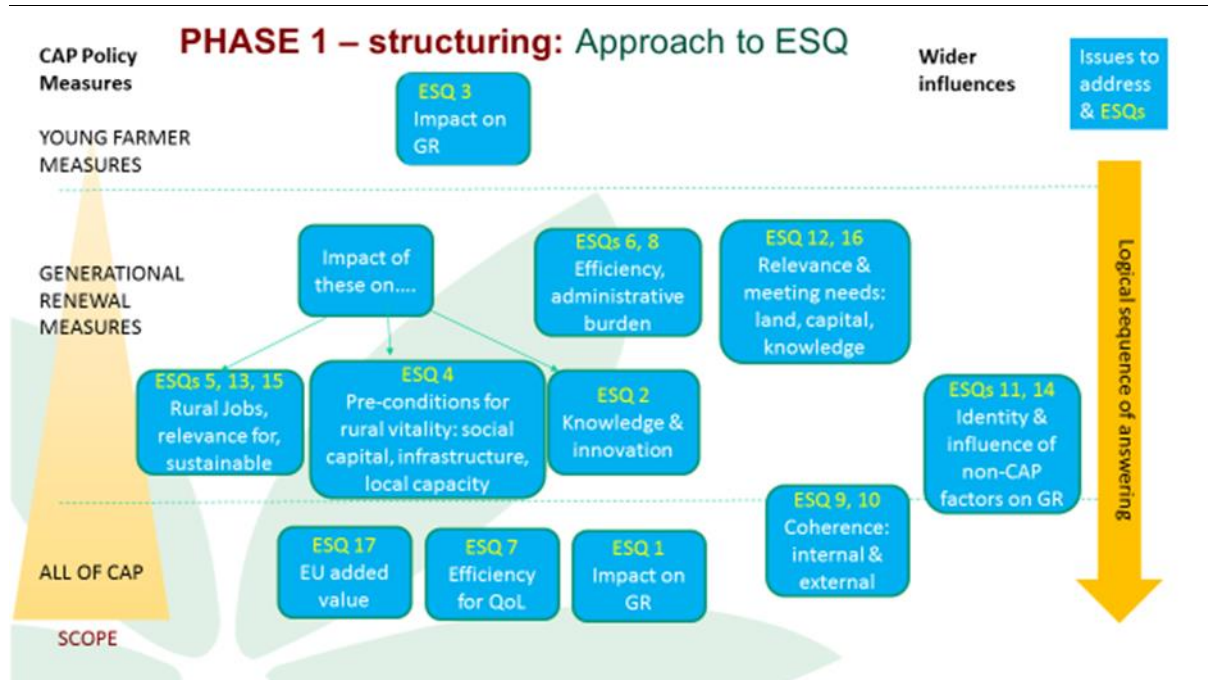 PHASE 1 – structuring: Approach to ESQ
CAP Policy
Measures
Wider
influences
Issues to
address
& ESQs
YOUNG FARMER
MEASURES
ESQ 3
Impact on
GR
GENERATIONAL
RENEWAL
MEASURES
Impact of
these on....
ESQs 6, 8
Efficiency,
administrative
burden
ESQ 12, 16
Relevance &
meeting needs:
land, capital,
knowledge
ESQs 5, 13, 15
Rural Jobs,
relevance for,
sustainable
ESQ 4
Pre-conditions for
rural vitality: social
capital, infrastructure,
local capacity
ESQ 2
Knowledge &
innovation
ESQs 11, 14
Identity &
influence of
non-CAP
factors on GR
ALL OF CAP
ESQ 17
EU added
value
ESQ 7
Efficiency
for QoL
ESQ 1
Impact on
GR
ESQ 9, 10
Coherence:
internal &
external
SCOPE
Logical sequence of answering